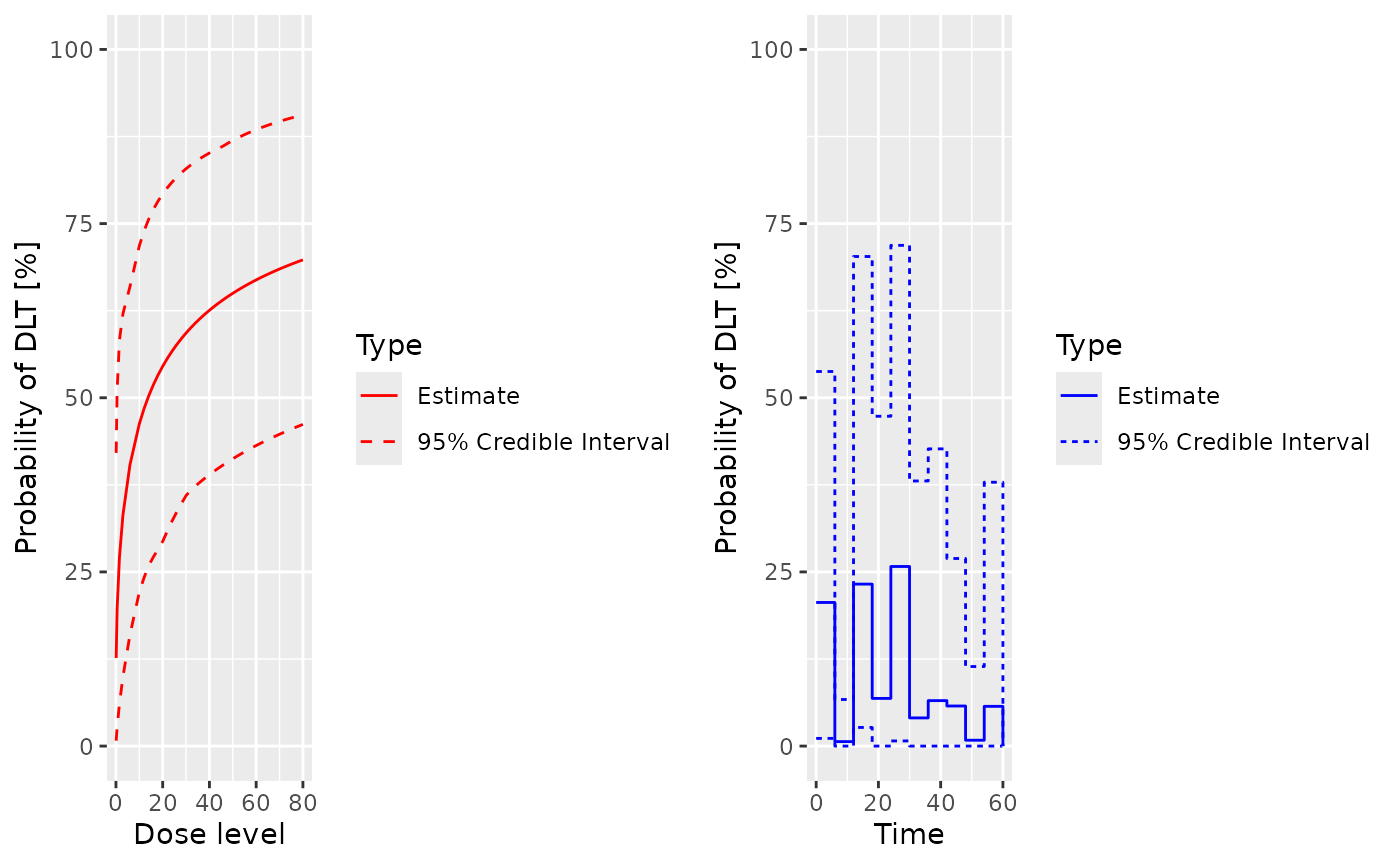 Probability of DLT [%]
100
75
50
25
0
0 20 40 60 80
Dose level
Type
Estimate
95% Credible Interval
Probability of DLT [%]
100
75
50
25
0
0 20 40 60
Time
Type
Estimate
95% Credible Interval